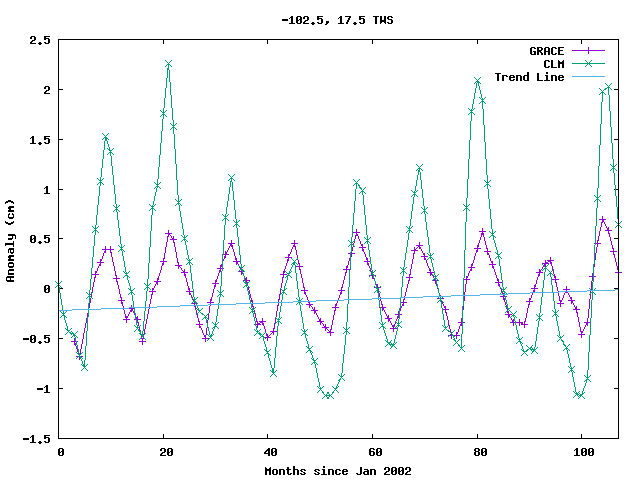 -102.5, 17.5 TWS
2.5
2
1.5
1
0.5
0
-0.5
-1
-1.5
Anomaly (cm)
GRACE
CLM
Trend Line
0 20 40 60 80 100
Months since Jan 2002